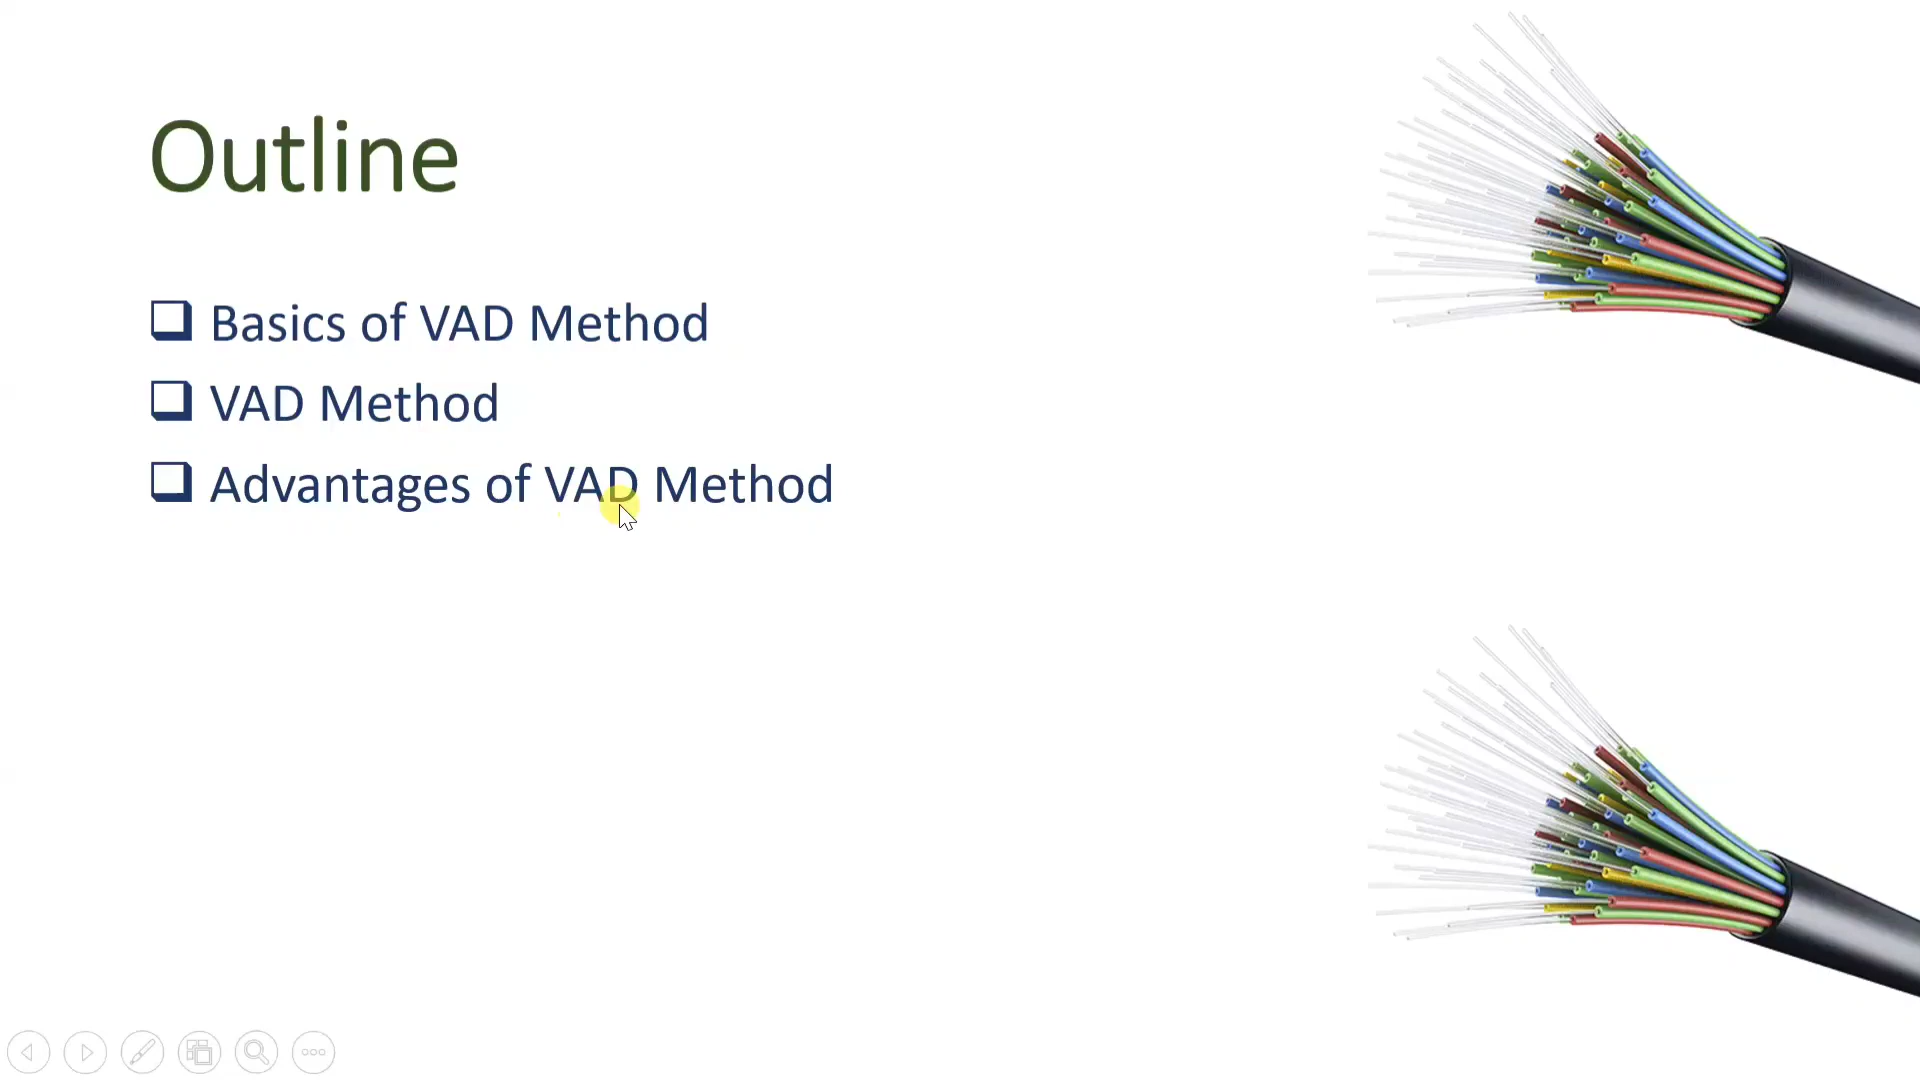 Outline
Basics of VAD Method
VAD Method
Advantages of VAD Method